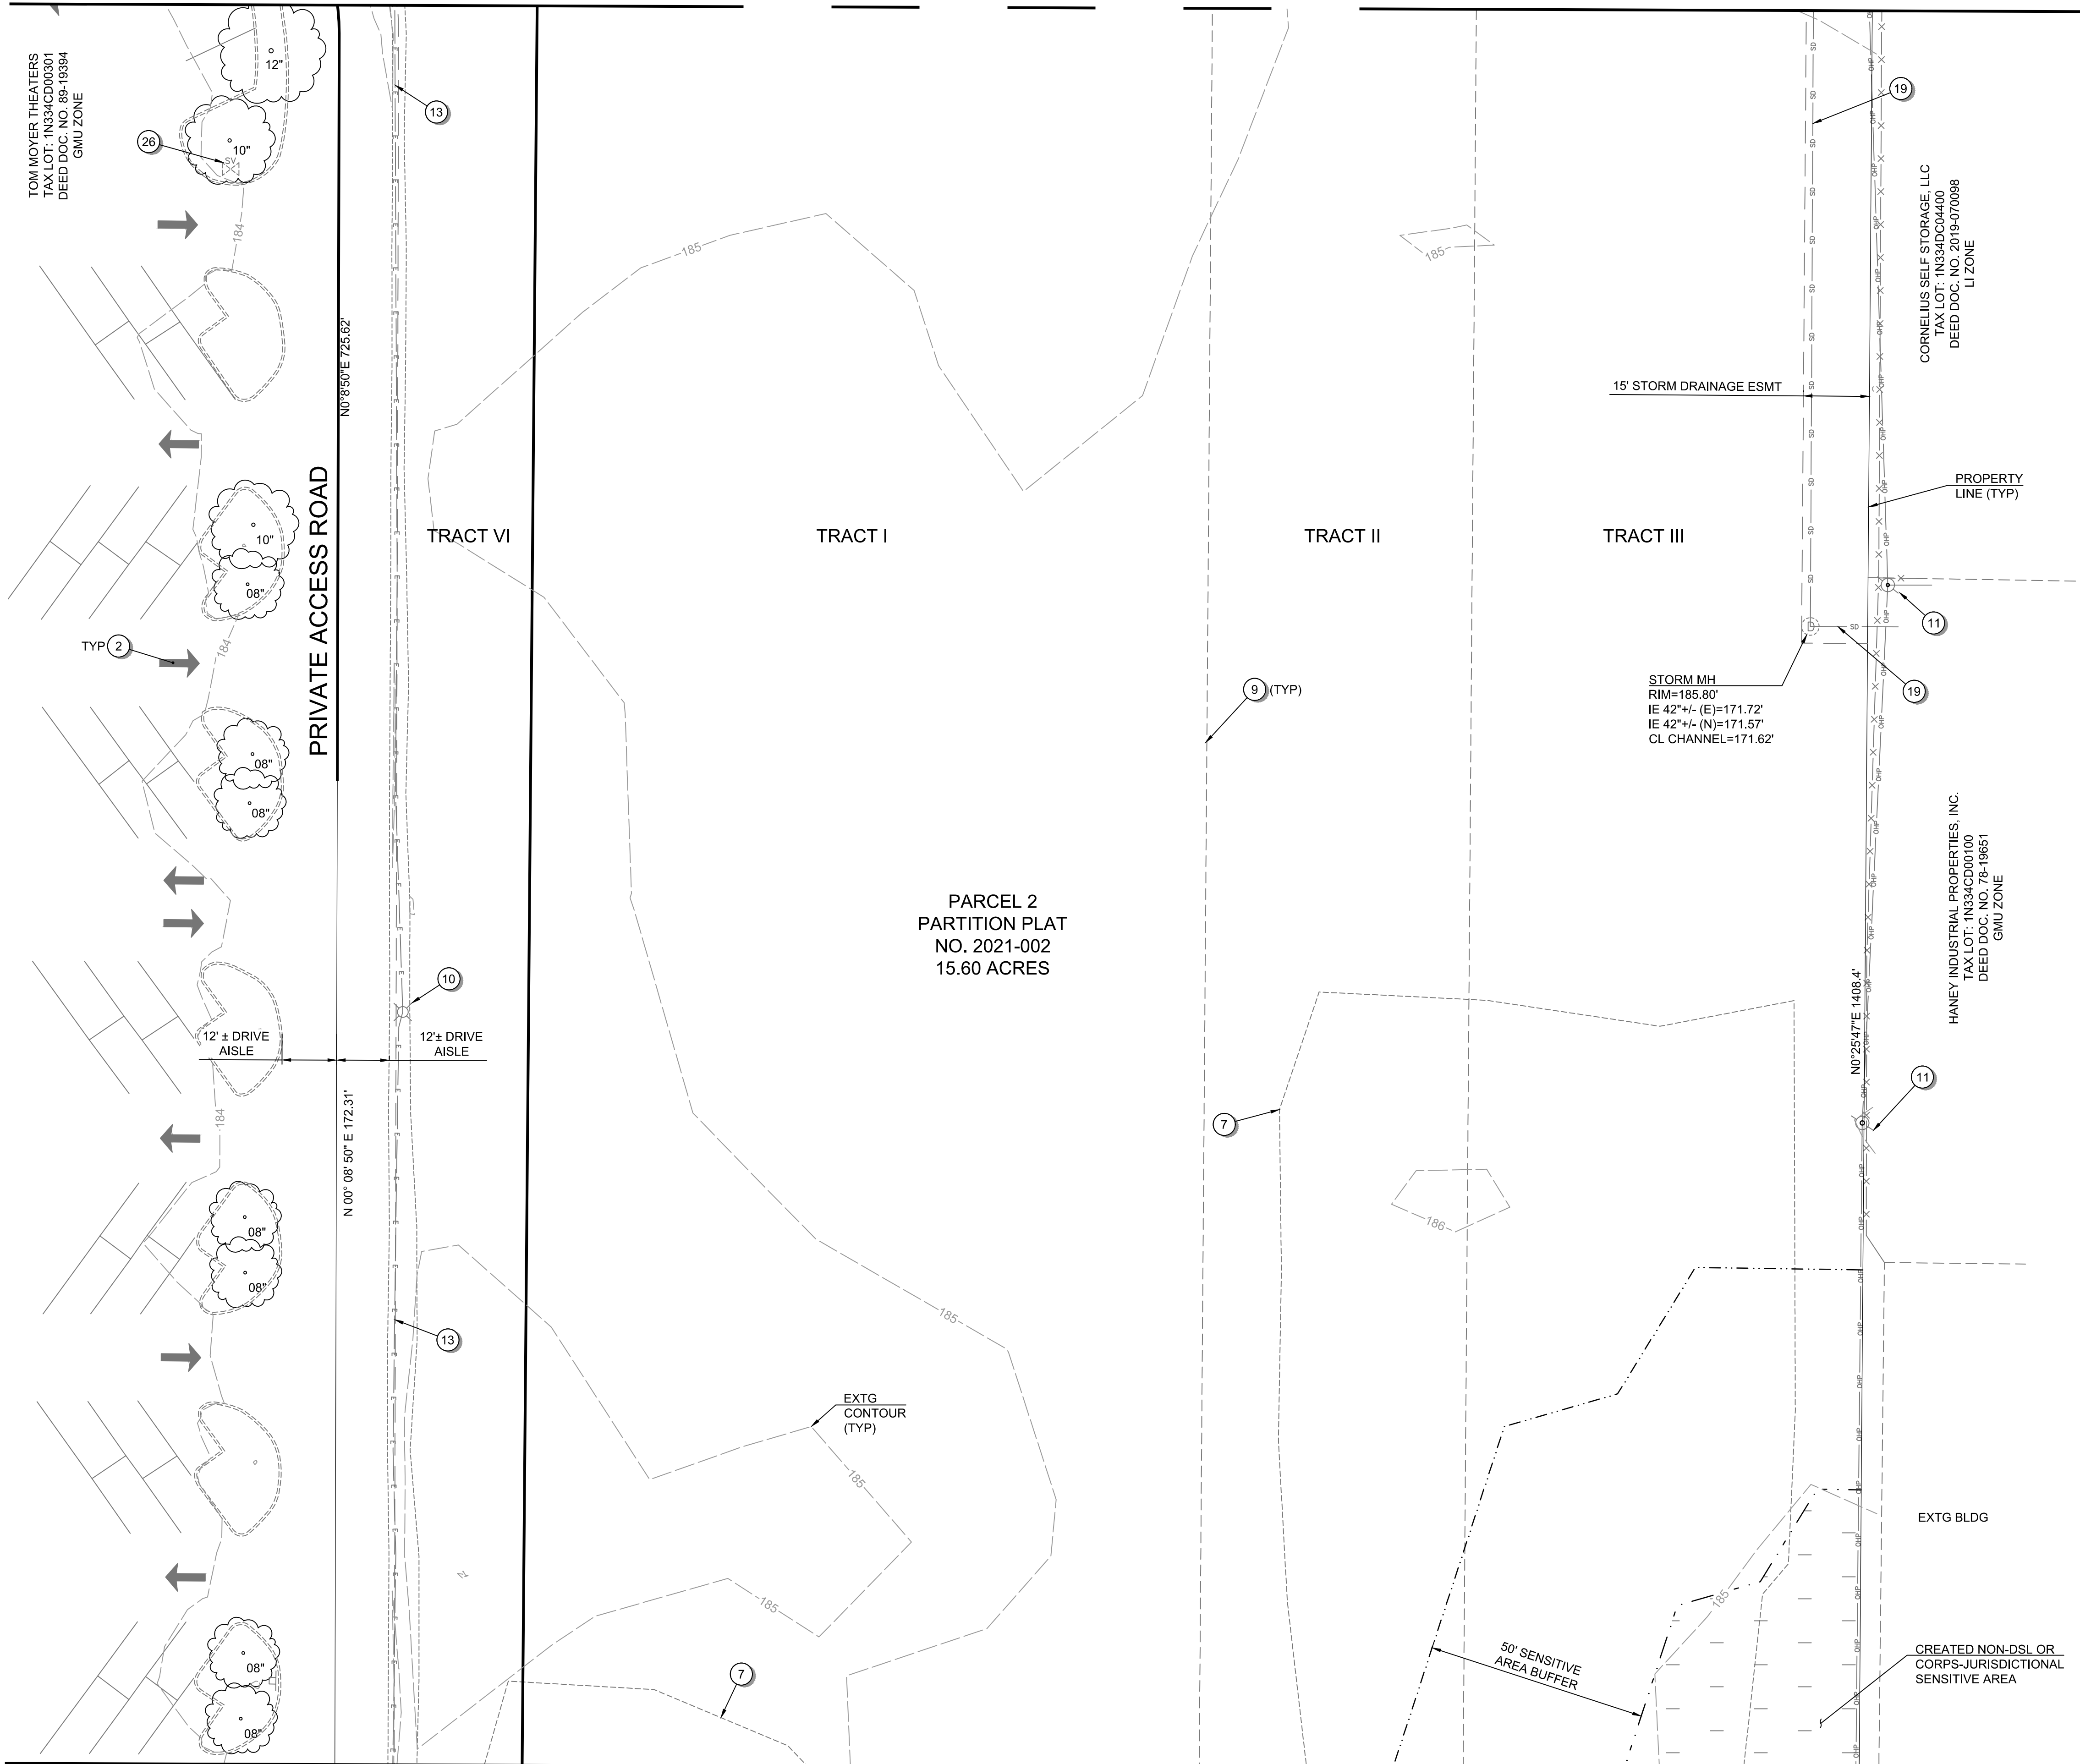 TOM MOYER THEATERS
TAX LOT: 1N334CD00301
DEED DOC. NO. 89-19394
GMU ZONE
12"
13
19
26
10"
SV
184
185
185
CORNELIUS SELF STORAGE, LLC
TAX LOT: 1N334DC04400
DEED DOC. NO. 2019-070098
LI ZONE
N0°8'50"E 725.62'
15' STORM DRAINAGE ESMT
PROPERTY
LINE (TYP)
PRIVATE ACCESS ROAD
TRACT VI
TRACT I
TRACT II
TRACT III
10"
08"
11
TYP 2
184
9 (TYP)
STORM MH
RIM=185.80'
IE 42"+/- (E)=171.72'
IE 42"+/- (N)=171.57'
CL CHANNEL=171.62'
D
SD
19
08"
08"
HANEY INDUSTRIAL PROPERTIES, INC.
TAX LOT: 1N334CD00100
DEED DOC. NO. 78-19651
GMU ZONE
PARCEL 2
PARTITION PLAT
NO. 2021-002
15.60 ACRES
10
N0°25'47"E 1408.4'
12' ± DRIVE
AISLE
12'± DRIVE
AISLE
184
N 00° 08' 50" E 172.31'
7
11
08"
08"
186
185
13
EXTG
CONTOUR
(TYP)
185
185
EXTG BLDG
185
50' SENSITIVE
AREA BUFFER
CREATED NON-DSL OR
CORPS-JURISDICTIONAL
SENSITIVE AREA
7
08"
08"
SD
OHP